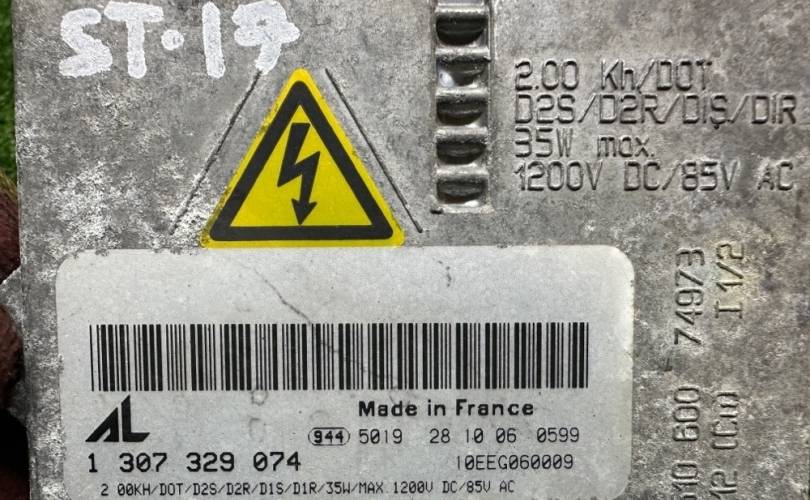 ST·17
2.00 Kh/DOT
D2S/D2R/D1S/D1R
35W max.
1200V DC/85V AC
74973
I 1/2
Made in France
AL
944 5019 28 10 06 0599
1 307 329 074
10EEG060009
2 00KH/DOT/D2S/D2R/D1S/D1R/35W/MAX 1200V DC/85V AC